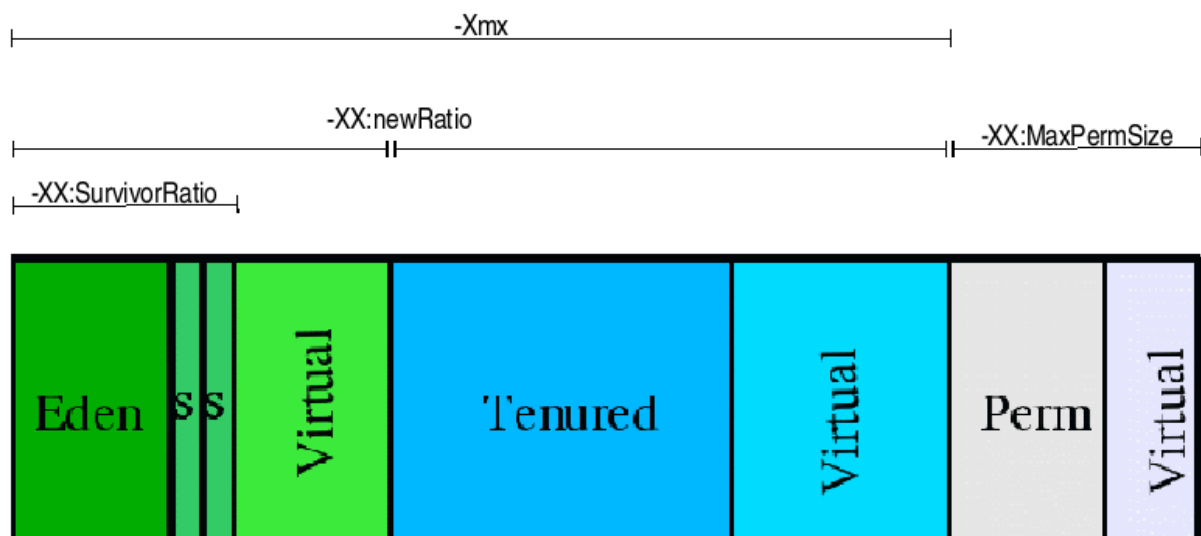 -Xmx
-XX:newRatio
-XX:MaxPermSize
-XX:SurvivorRatio
Eden
S
S
Virtual
Tenured
Virtual
Perm
Virtual